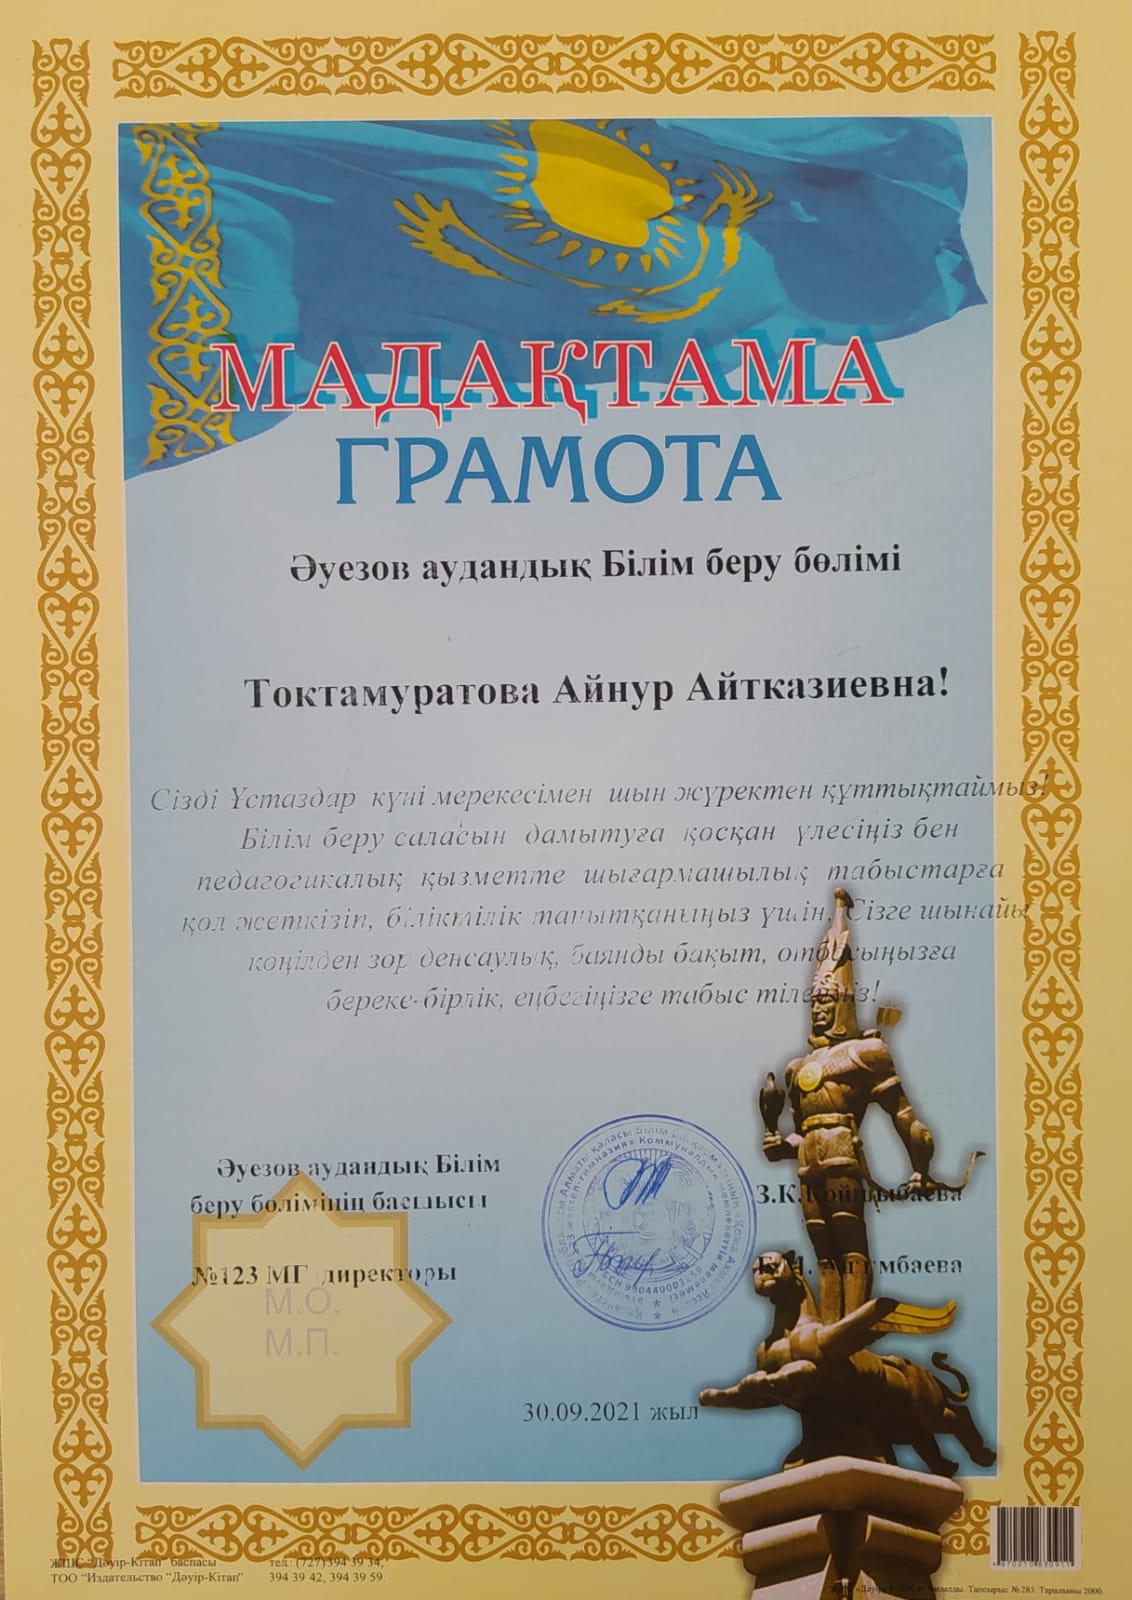 МАДАҚТАМА
ГРАМОТА
Әуезов аудандық Білім беру бөлімі
Токтамуратова Айнур Айтказиевна!
Сізді Ұстаздар күні мерекесімен шын жүректен құттықтаймыз!
Білім беру саласын дамытуға қосқан үлесіңіз бен
педагогикалық қызметте шығармашылық табыстарға
қол жеткізіп, біліктілік танытқаныңыз үшін, Сізге шынайы
көңілден зор денсаулық, баянды бақыт, отбасыңызға
береке-бірлік, еңбегіңізге табыс тілейміз!
Әуезов аудандық Білім
беру бөлімінің басшысы
З.К.
№123 МГ директоры
М.О.
М.П.
30.09.2021 жыл
ЖШС "Дәуір-Кітап" баспасы
ТОО "Издательство "Дәуір-Кітап"
тел.: (727) 394 39 34,
394 39 42, 394 39 59.
басылды. Тапсырыс №283. Таралымы 2000.